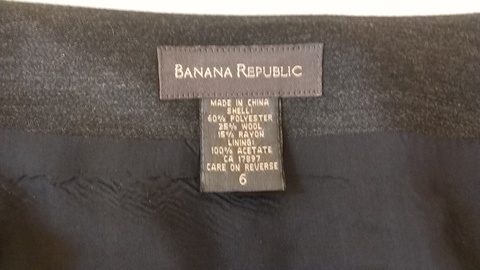 BANANA REPUBLIC
MADE IN CHINA
SHELL:
60% POLYESTER
25% WOOL
15% RAYON
LINING:
100% ACETATE
CA 17897
CARE ON REVERSE
6